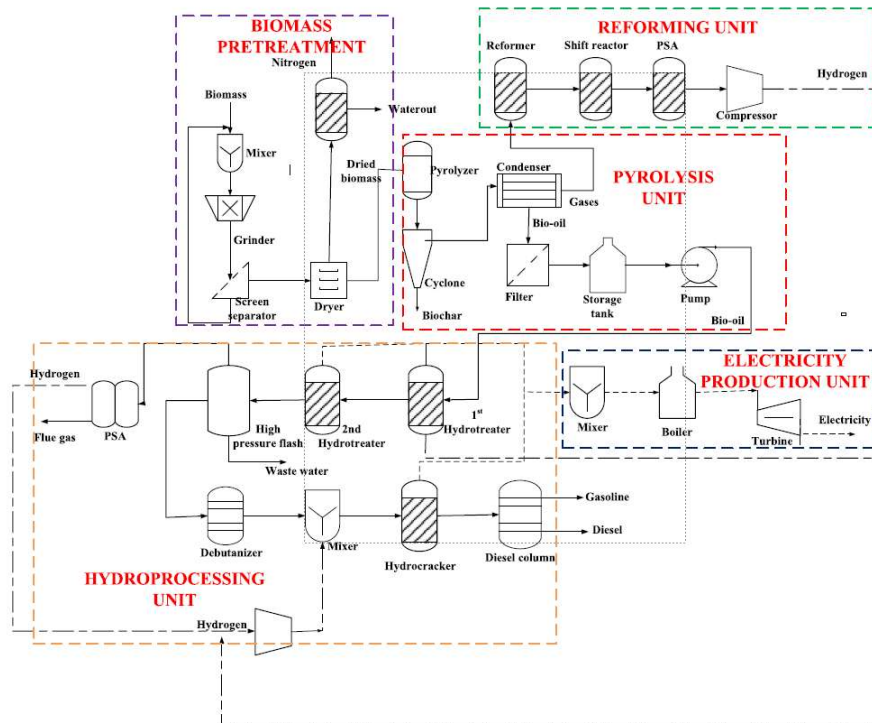 BIOMASS
PRETREATMENT
Nitrogen
Biomass
Waterout
Mixer
Dried
biomass
Grinder
Screen
separator
Dryer
REFORMING UNIT
Reformer
Shift reactor
PSA
Hydrogen
Compressor
PYROLYSIS
UNIT
Pyrolyzer
Condenser
Gases
Bio-oil
Cyclone
Biochar
Filter
Storage
tank
Pump
Bio-oil
HYDROPROCESSING
UNIT
Hydrogen
Flue gas
PSA
High
pressure flash
Waste water
2nd
Hydrotreater
1st
Hydrotreater
Debutanizer
Mixer
Hydrocracker
Diesel column
Gasoline
Diesel
Hydrogen
ELECTRICITY
PRODUCTION UNIT
Mixer
Boiler
Turbine
Electricity